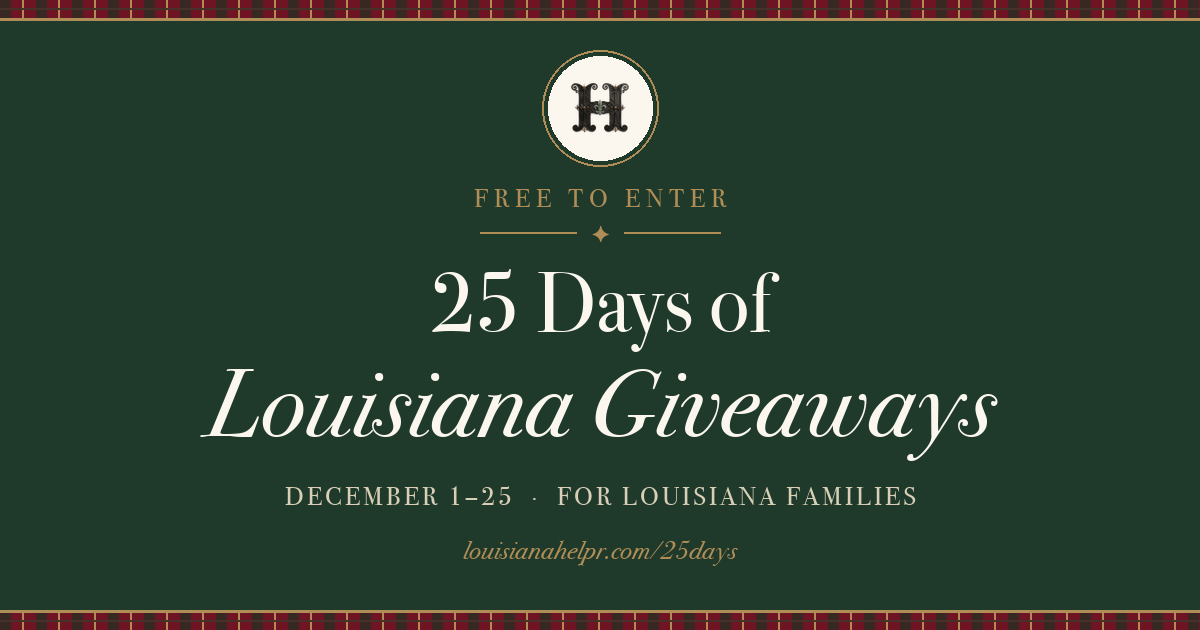 H
FREE TO ENTER
25 Days of
Louisiana Giveaways
DECEMBER 1–25 · FOR LOUISIANA FAMILIES
louisianahelpr.com/25days